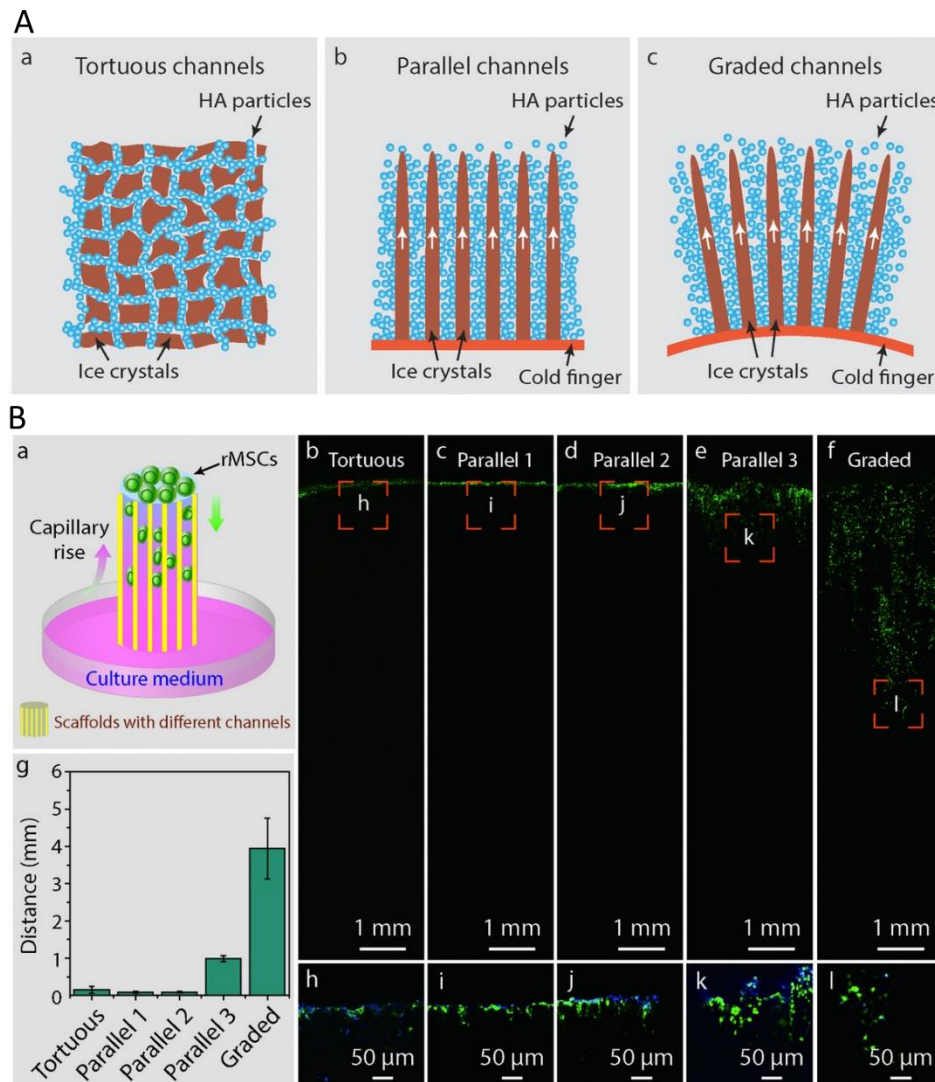 A
a
Tortuous channels
HA particles
Ice crystals
b
Parallel channels
HA particles
Ice crystals
Cold finger
c
Graded channels
HA particles
Ice crystals
Cold finger
B
a
rMSCs
Capillary
rise
Culture medium
Scaffolds with different channels
b
Tortuous
h
1 mm
c
Parallel 1
i
1 mm
d
Parallel 2
j
1 mm
e
Parallel 3
k
1 mm
f
Graded
l
1 mm
g
Distance (mm)
6
5
4
3
2
1
0
Tortuous
Parallel 1
Parallel 2
Parallel 3
Graded
h
50 μm
i
50 μm
j
50 μm
k
50 μm
l
50 μm